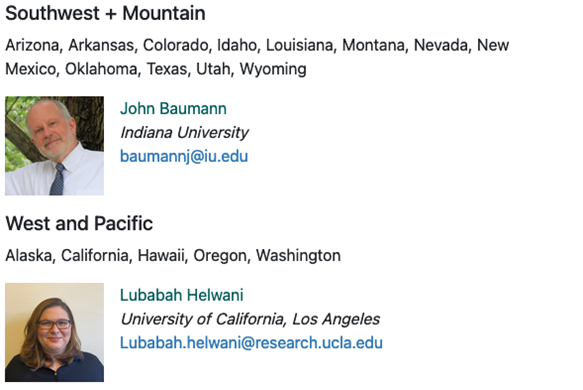 Southwest + Mountain
Arizona, Arkansas, Colorado, Idaho, Louisiana, Montana, Nevada, New
Mexico, Oklahoma, Texas, Utah, Wyoming
John Baumann
Indiana University
baumannj@iu.edu
West and Pacific
Alaska, California, Hawaii, Oregon, Washington
Lubabah Helwani
University of California, Los Angeles
Lubabah.helwani@research.ucla.edu